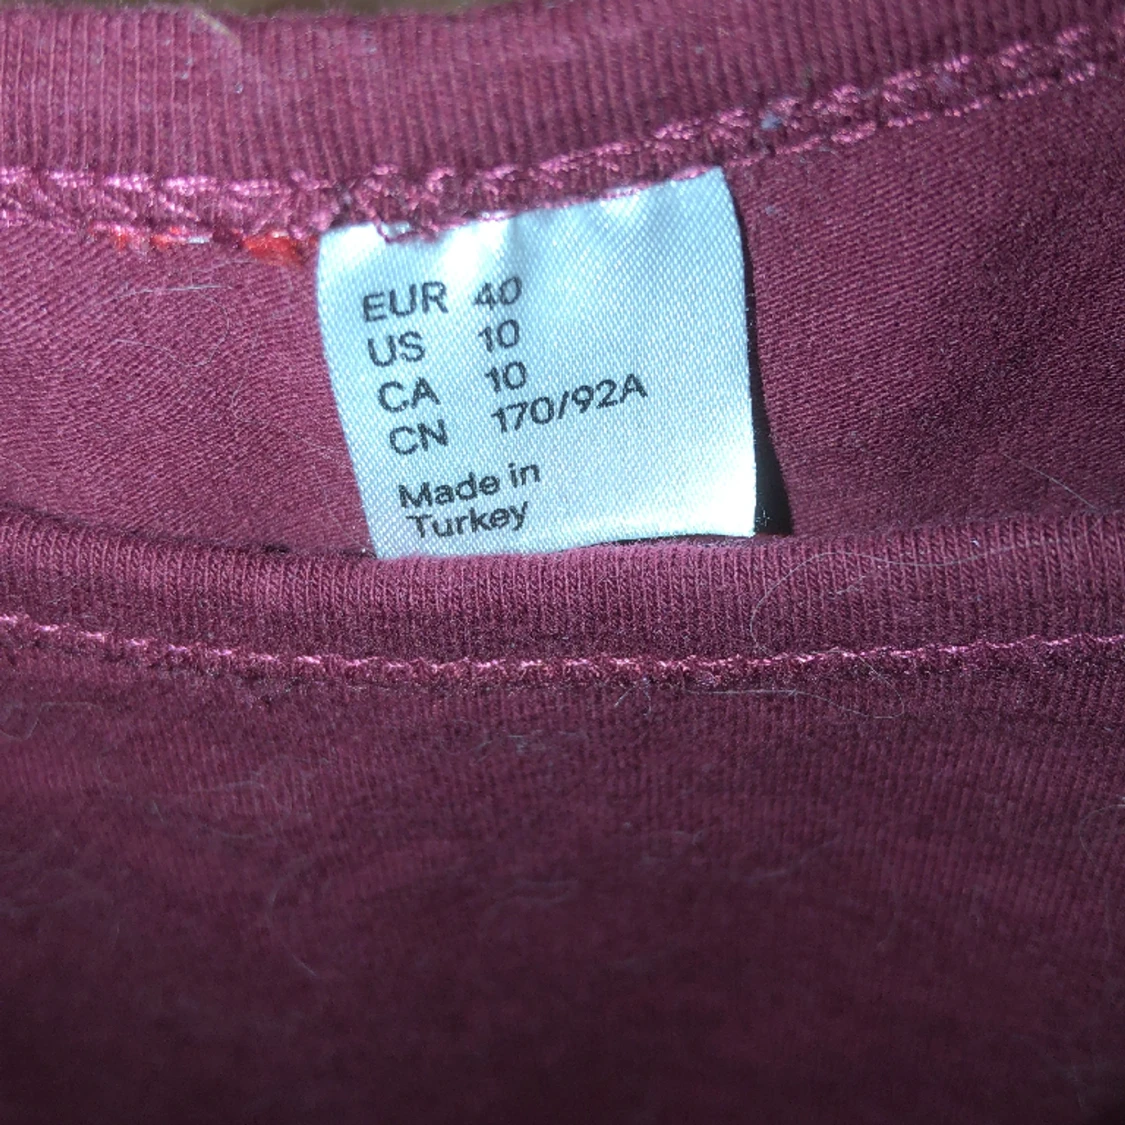 EUR 40
US 10
CA 10
CN 170/92A
Made in
Turkey